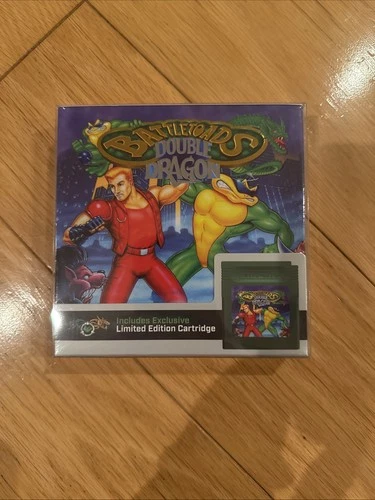 BATTLETOADS
DOUBLE
DRAGON
Includes Exclusive
Limited Edition Cartridge